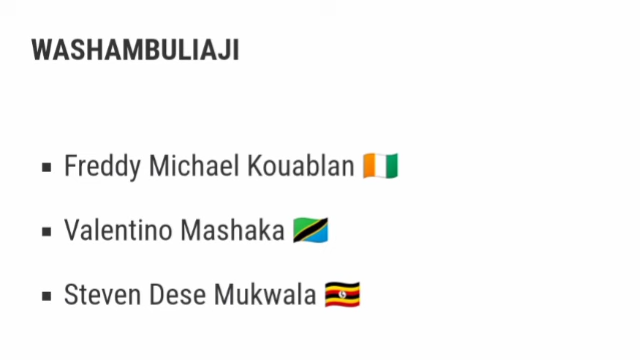 WASHAMBULIAJI
▪ Freddy Michael Kouablan 🇨🇮
▪ Valentino Mashaka 🇹🇿
▪ Steven Dese Mukwala 🇺🇬